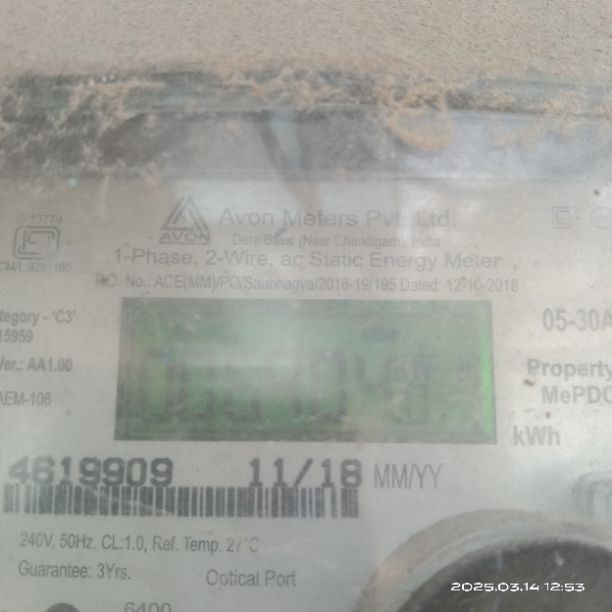 IS 13779
CM/L 9261180
AVON
Avon Meters Pvt. Ltd.
Dera Bassi (Near Chandigarh), India
1-Phase, 2-Wire, ac Static Energy Meter
P.O. No.: ACE(MM)/PO/Saubhagya/2018-19/195 Dated: 12-10-2018
tegory - 'C3'
15959
Ver.: AA1.00
AEM-106
05-30A
Property
MePDC
kWh
4619909 11/18 MM/YY
240V, 50Hz, CL:1.0, Ref. Temp. 27°C
Guarantee: 3Yrs.
Optical Port
6400
2025.03.14 12:53